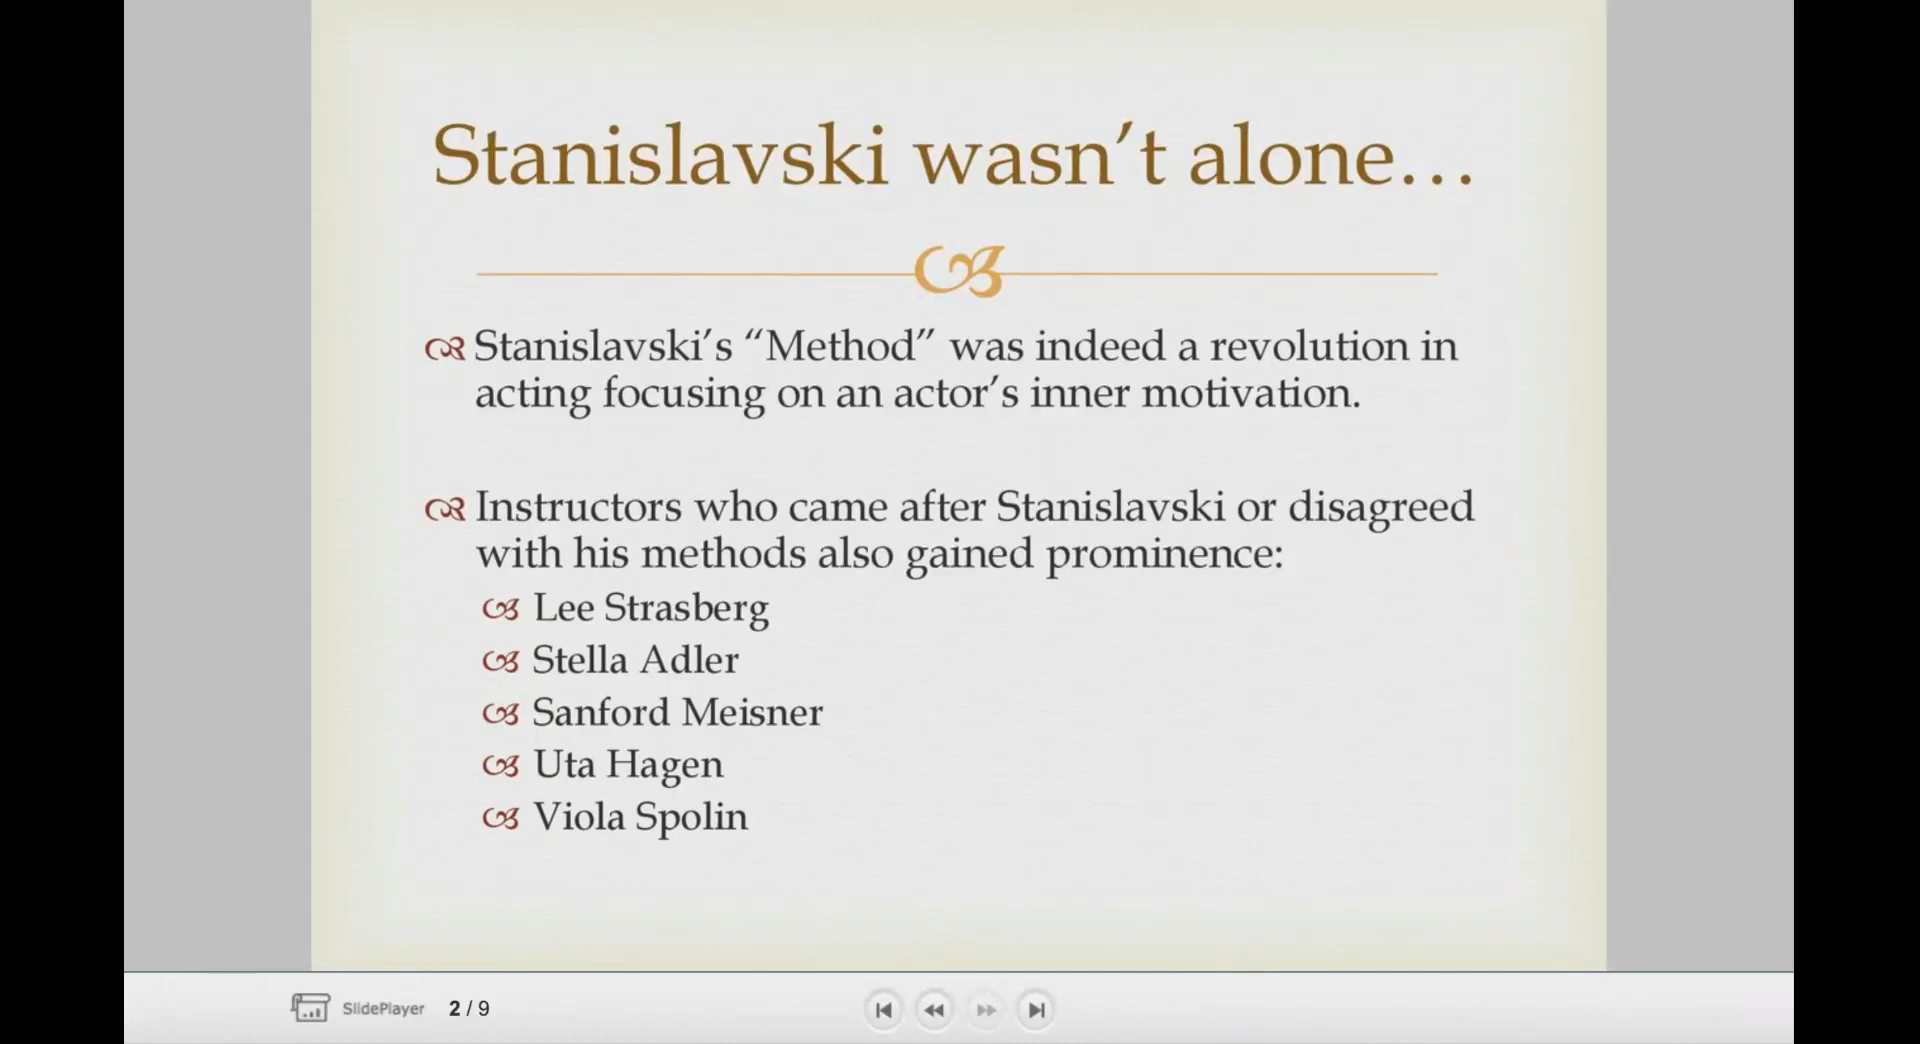 Stanislavski wasn’t alone…
Stanislavski’s “Method” was indeed a revolution in
acting focusing on an actor’s inner motivation.
Instructors who came after Stanislavski or disagreed
with his methods also gained prominence:
Lee Strasberg
Stella Adler
Sanford Meisner
Uta Hagen
Viola Spolin
SlidePlayer 2 / 9